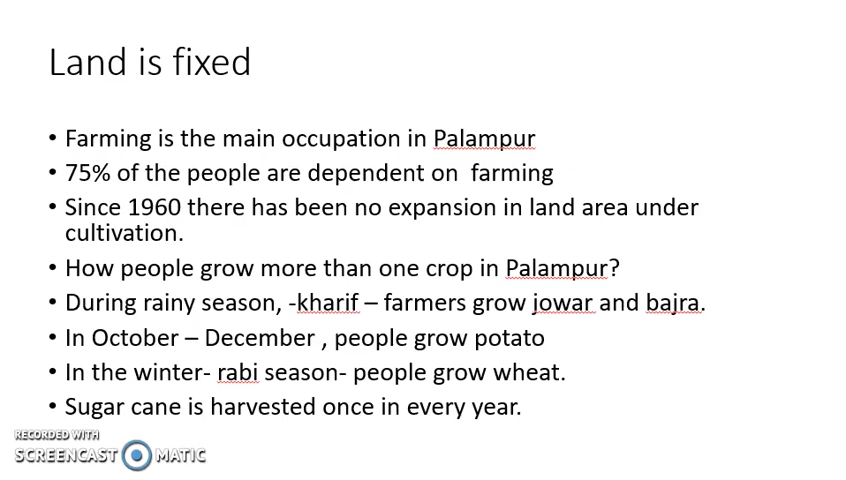 Land is fixed
• Farming is the main occupation in Palampur
• 75% of the people are dependent on  farming
• Since 1960 there has been no expansion in land area under
cultivation.
• How people grow more than one crop in Palampur?
• During rainy season, -kharif – farmers grow jowar and bajra.
• In October – December , people grow potato
• In the winter- rabi season- people grow wheat.
• Sugar cane is harvested once in every year.
RECORDED WITH
SCREENCAST MATIC